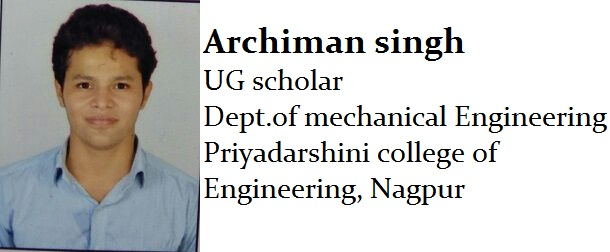 Archiman singh
UG scholar
Dept.of mechanical Engineering
Priyadarshini college of
Engineering, Nagpur